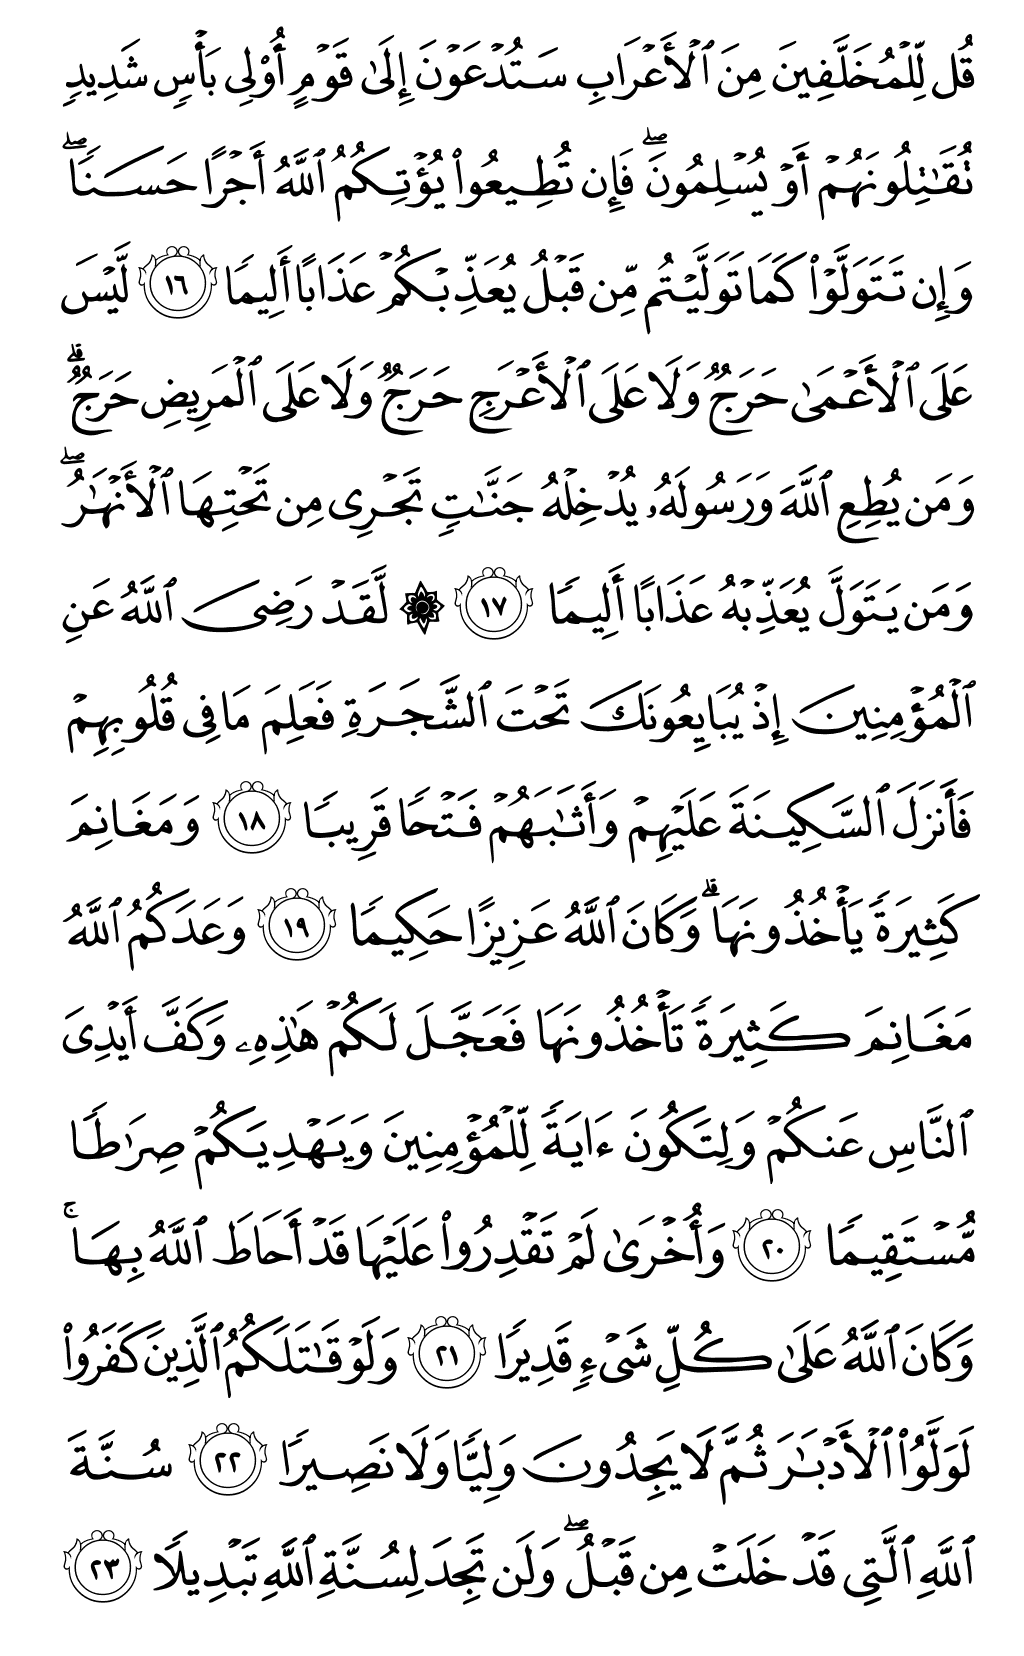 قُل لِّلْمُخَلَّفِينَ مِنَ ٱلْأَعْرَابِ سَتُدْعَوْنَ إِلَىٰ قَوْمٍ أُو۟لِى بَأْسٍ شَدِيدٍ
تُقَـٰتِلُونَهُمْ أَوْ يُسْلِمُونَ ۖ فَإِن تُطِيعُوا۟ يُؤْتِكُمُ ٱللَّهُ أَجْرًا حَسَنًا ۖ
وَإِن تَتَوَلَّوْا۟ كَمَا تَوَلَّيْتُم مِّن قَبْلُ يُعَذِّبْكُمْ عَذَابًا أَلِيمًا ١٦ لَّيْسَ
عَلَى ٱلْأَعْمَىٰ حَرَجٌ وَلَا عَلَى ٱلْأَعْرَجِ حَرَجٌ وَلَا عَلَى ٱلْمَرِيضِ حَرَجٌ ۗ
وَمَن يُطِعِ ٱللَّهَ وَرَسُولَهُۥ يُدْخِلْهُ جَنَّـٰتٍ تَجْرِى مِن تَحْتِهَا ٱلْأَنْهَـٰرُ ۖ
وَمَن يَتَوَلَّ يُعَذِّبْهُ عَذَابًا أَلِيمًا ١٧ ۞ لَّقَدْ رَضِىَ ٱللَّهُ عَنِ
ٱلْمُؤْمِنِينَ إِذْ يُبَايِعُونَكَ تَحْتَ ٱلشَّجَرَةِ فَعَلِمَ مَا فِى قُلُوبِهِمْ
فَأَنزَلَ ٱلسَّكِينَةَ عَلَيْهِمْ وَأَثَـٰبَهُمْ فَتْحًا قَرِيبًا ١٨ وَمَغَانِمَ
كَثِيرَةً يَأْخُذُونَهَا ۗ وَكَانَ ٱللَّهُ عَزِيزًا حَكِيمًا ١٩ وَعَدَكُمُ ٱللَّهُ
مَغَانِمَ كَثِيرَةً تَأْخُذُونَهَا فَعَجَّلَ لَكُمْ هَـٰذِهِۦ وَكَفَّ أَيْدِىَ
ٱلنَّاسِ عَنكُمْ وَلِتَكُونَ ءَايَةً لِّلْمُؤْمِنِينَ وَيَهْدِيَكُمْ صِرَٰطًا
مُّسْتَقِيمًا ٢٠ وَأُخْرَىٰ لَمْ تَقْدِرُوا۟ عَلَيْهَا قَدْ أَحَاطَ ٱللَّهُ بِهَا ۚ
وَكَانَ ٱللَّهُ عَلَىٰ كُلِّ شَىْءٍ قَدِيرًا ٢١ وَلَوْ قَـٰتَلَكُمُ ٱلَّذِينَ كَفَرُوا۟
لَوَلَّوُا۟ ٱلْأَدْبَـٰرَ ثُمَّ لَا يَجِدُونَ وَلِيًّا وَلَا نَصِيرًا ٢٢ سُنَّةَ
ٱللَّهِ ٱلَّتِى قَدْ خَلَتْ مِن قَبْلُ ۖ وَلَن تَجِدَ لِسُنَّةِ ٱللَّهِ تَبْدِيلًا ٢٣